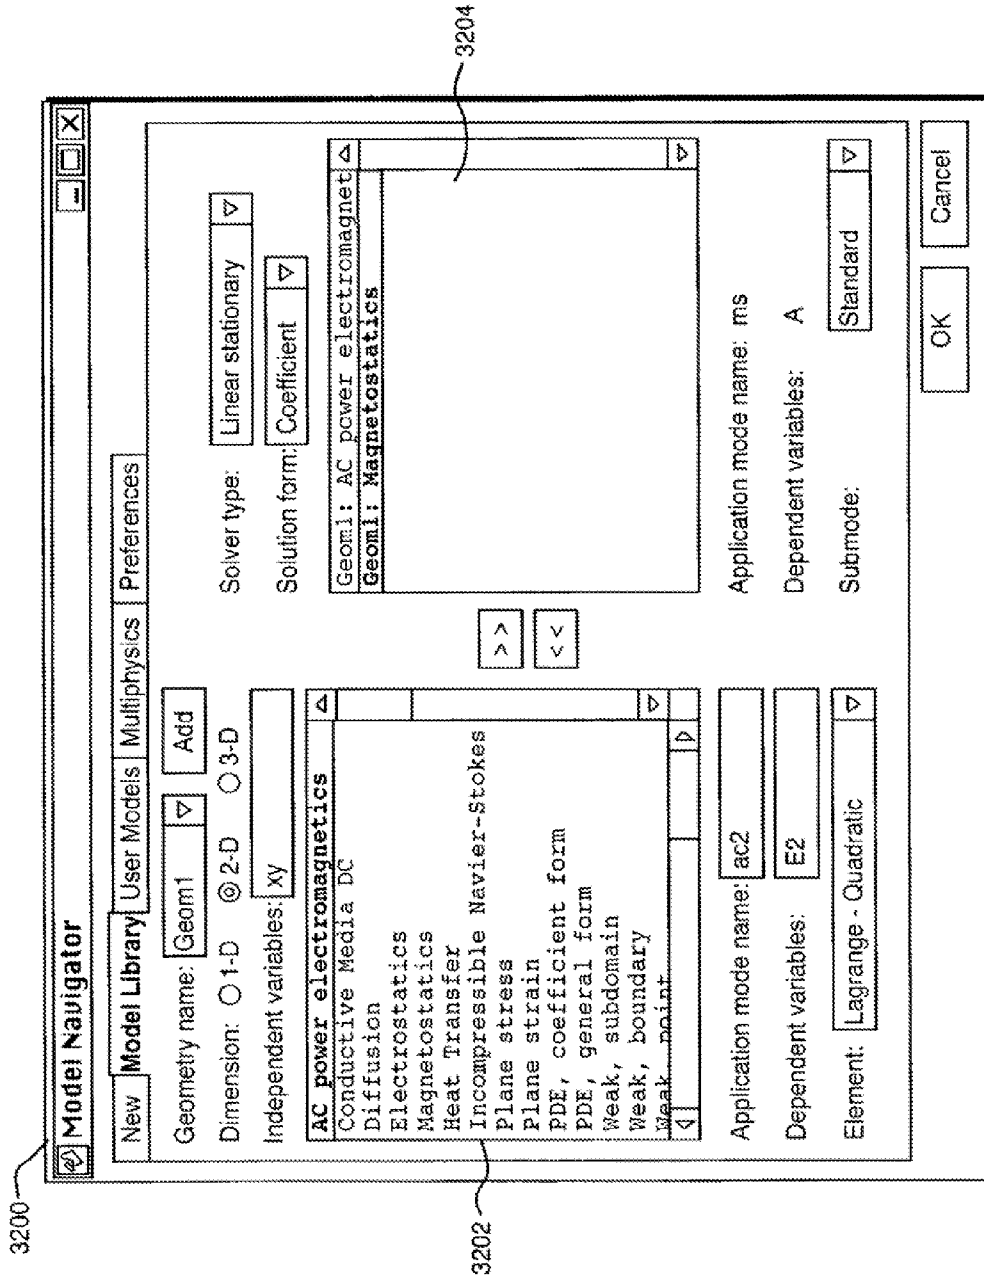 3200
Model Navigator
New Model Library User Models Multiphysics Preferences
Geometry name: Geom1 Add
Dimension: 1-D 2-D 3-D
Independent variables: xy
AC power electromagnetics
Conductive Media DC
Diffusion
Electrostatics
Magnetostatics
Heat Transfer
Incompressible Navier-Stokes
Plane stress
Plane strain
PDE, coefficient form
PDE, general form
Weak, subdomain
Weak, boundary
Weak, point
3202
Application mode name: ac2
Dependent variables: E2
Element: Lagrange - Quadratic
>>
<<
Solver type: Linear stationary
Solution form: Coefficient
Geom1: AC power electromagnet
Geom1: Magnetostatics
3204
Application mode name: ms
Dependent variables: A
Submode: Standard
OK Cancel